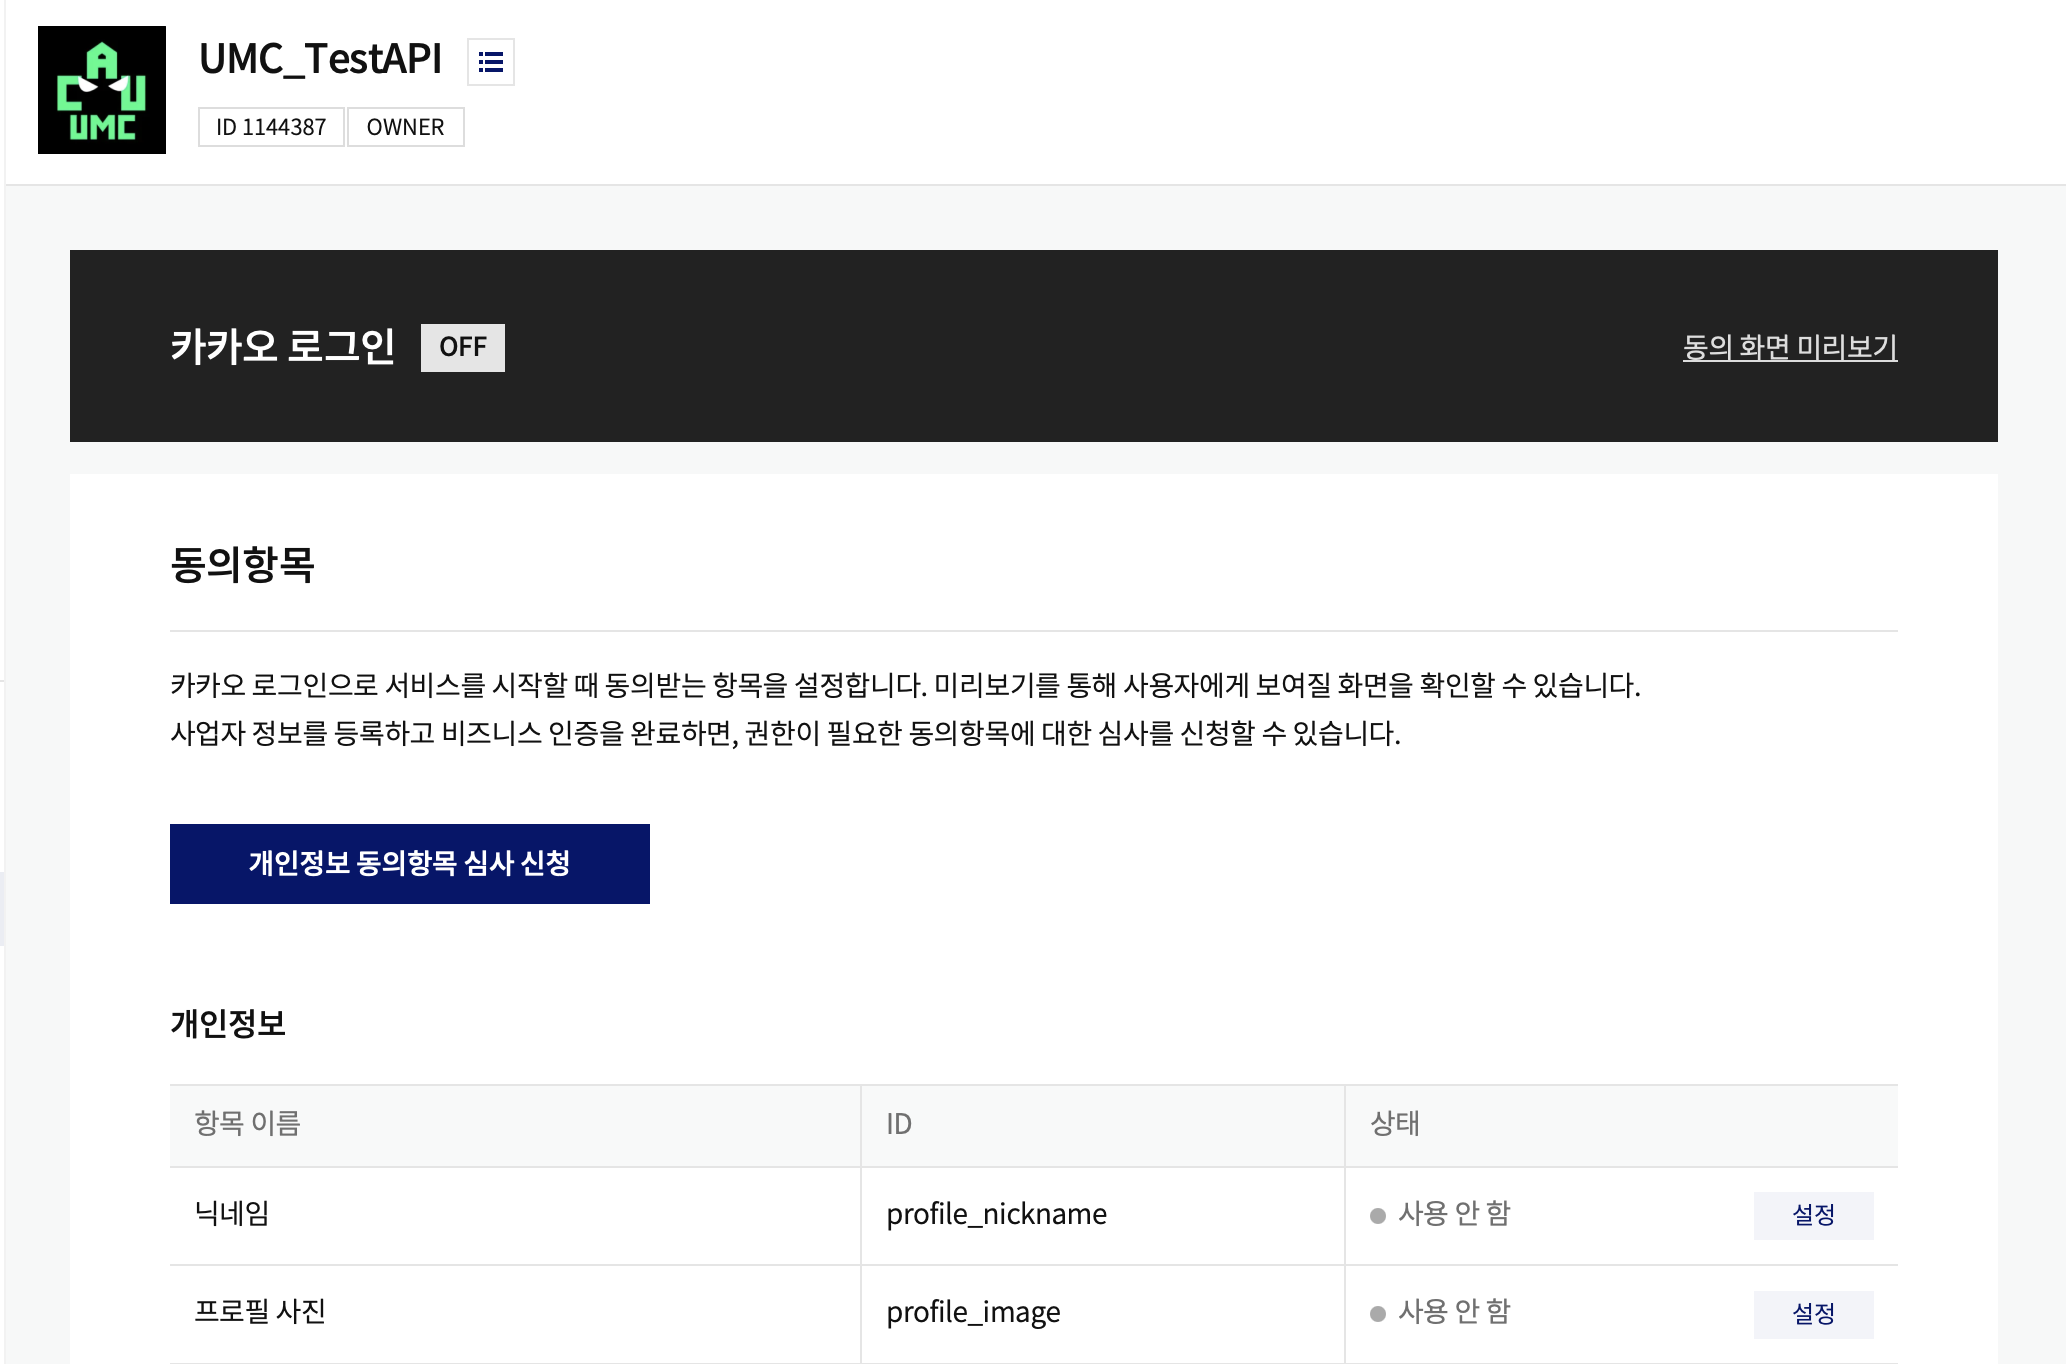 CAU
UMC
UMC_TestAPI
ID 1144387
OWNER
카카오 로그인
OFF
동의 화면 미리보기
동의항목
카카오 로그인으로 서비스를 시작할 때 동의받는 항목을 설정합니다. 미리보기를 통해 사용자에게 보여질 화면을 확인할 수 있습니다.
사업자 정보를 등록하고 비즈니스 인증을 완료하면, 권한이 필요한 동의항목에 대한 심사를 신청할 수 있습니다.
개인정보 동의항목 심사 신청
개인정보
항목 이름 ID 상태
닉네임 profile_nickname 사용 안 함 설정
프로필 사진 profile_image 사용 안 함 설정